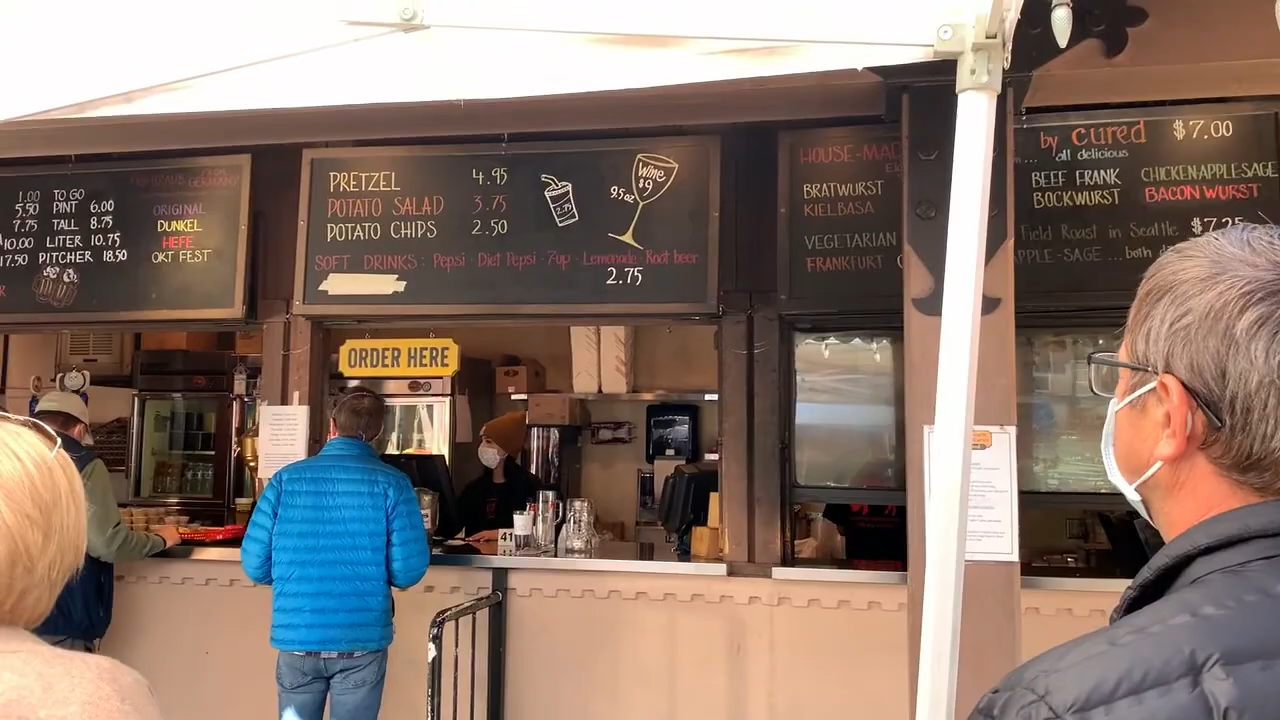 1.00 TO GO
5.50 PINT 6.00
7.75 TALL 8.75
$10.00 LITER 10.75
17.50 PITCHER 18.50
ORIGINAL
DUNKEL
HEFE
OKT FEST
PRETZEL 4.95
POTATO SALAD 3.75
POTATO CHIPS 2.50
2.75
9.5oz
Wine
$9
SOFT DRINKS: Pepsi · Diet Pepsi · 7up · Lemonade · Root beer
2.75
HOUSE-MAD
BRATWURST
KIELBASA
VEGETARIAN
FRANKFURT
by cured $7.00
all delicious
BEEF FRANK CHICKEN-APPLE-SAGE
BOCKWURST BACON WURST
Field Roast in Seattle $7.25
APPLE-SAGE ... both
ORDER HERE
41